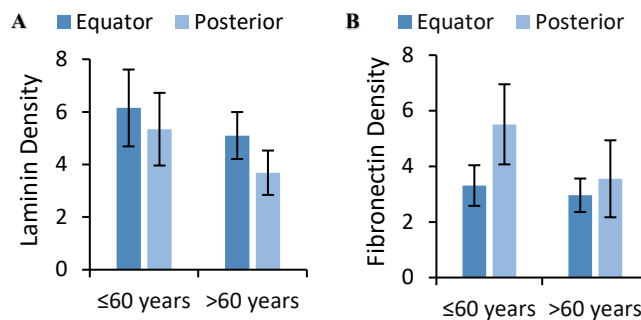 A
Equator Posterior
Laminin Density
8
6
4
2
0
≤60 years >60 years
B
Equator Posterior
Fibronectin Density
8
6
4
2
0
≤60 years >60 years